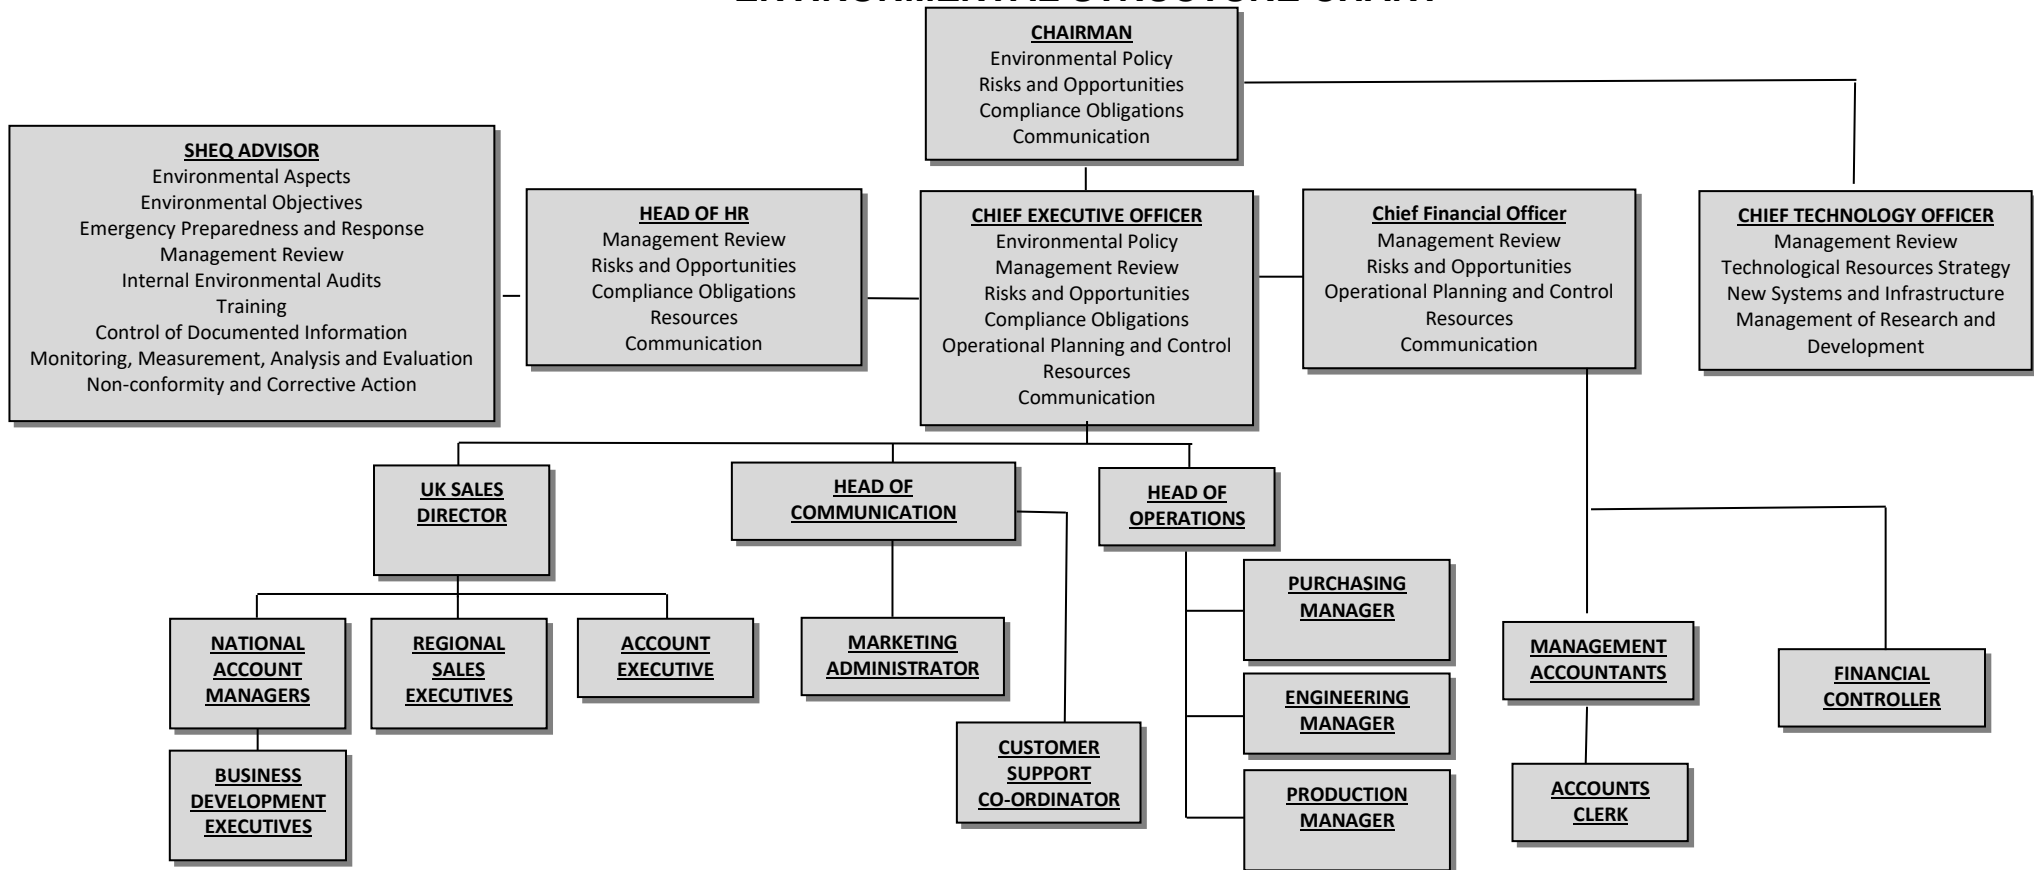 ENVIRONMENTAL STRUCTURE CHART
CHAIRMAN
Environmental Policy
Risks and Opportunities
Compliance Obligations
Communication
SHEQ ADVISOR
Environmental Aspects
Environmental Objectives
Emergency Preparedness and Response
Management Review
Internal Environmental Audits
Training
Control of Documented Information
Monitoring, Measurement, Analysis and Evaluation
Non-conformity and Corrective Action
HEAD OF HR
Management Review
Risks and Opportunities
Compliance Obligations
Resources
Communication
CHIEF EXECUTIVE OFFICER
Environmental Policy
Management Review
Risks and Opportunities
Compliance Obligations
Operational Planning and Control
Resources
Communication
Chief Financial Officer
Management Review
Risks and Opportunities
Operational Planning and Control
Resources
Communication
CHIEF TECHNOLOGY OFFICER
Management Review
Technological Resources Strategy
New Systems and Infrastructure
Management of Research and
Development
UK SALES
DIRECTOR
HEAD OF
COMMUNICATION
HEAD OF
OPERATIONS
NATIONAL
ACCOUNT
MANAGERS
REGIONAL
SALES
EXECUTIVES
ACCOUNT
EXECUTIVE
MARKETING
ADMINISTRATOR
PURCHASING
MANAGER
MANAGEMENT
ACCOUNTANTS
FINANCIAL
CONTROLLER
ENGINEERING
MANAGER
BUSINESS
DEVELOPMENT
EXECUTIVES
CUSTOMER
SUPPORT
CO-ORDINATOR
PRODUCTION
MANAGER
ACCOUNTS
CLERK